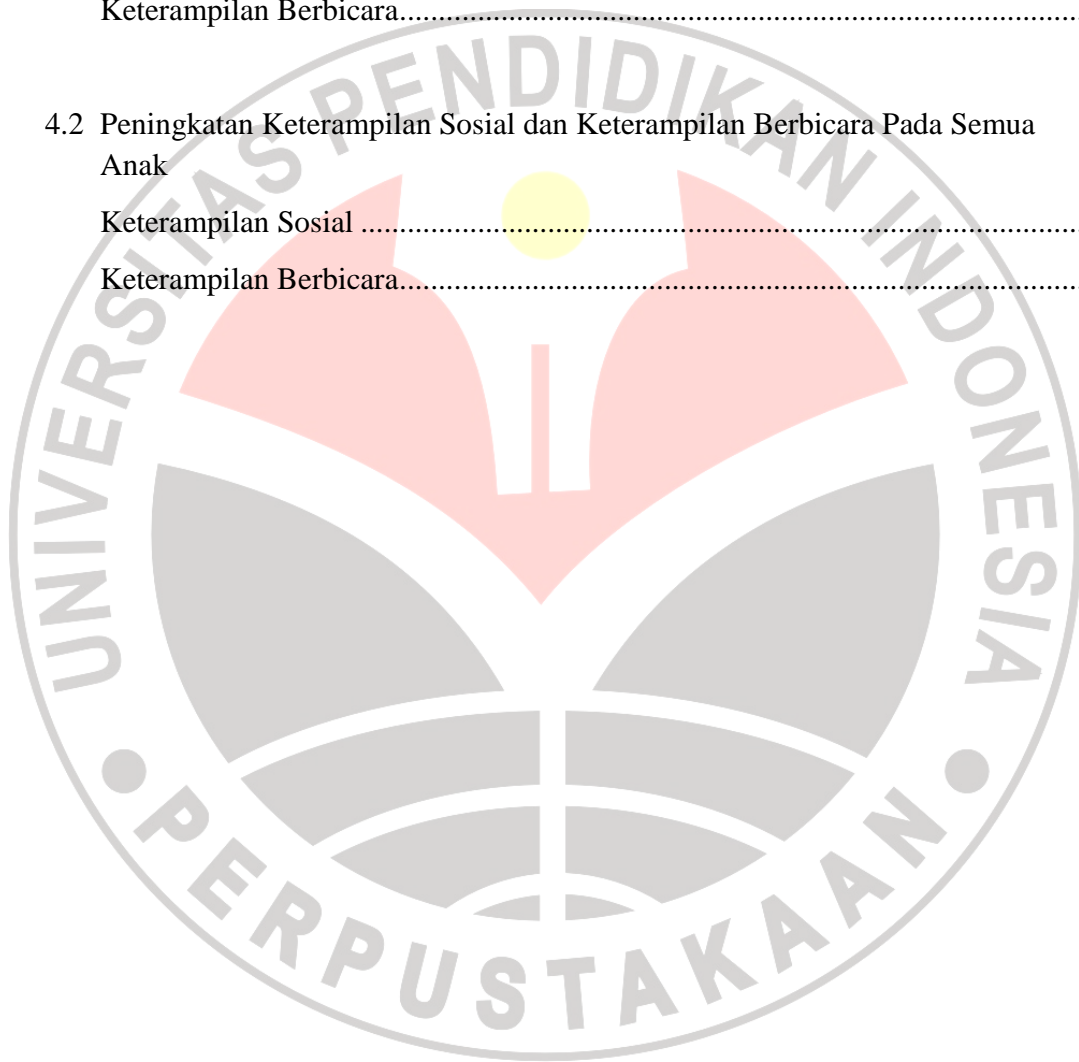 Keterampilan Berbicara.......................................................................................
4.2 Peningkatan Keterampilan Sosial dan Keterampilan Berbicara Pada Semua
Anak
Keterampilan Sosial ............................................................................................
Keterampilan Berbicara.......................................................................................
UNIVERSITAS PENDIDIKAN INDONESIA
PERPUSTAKAAN